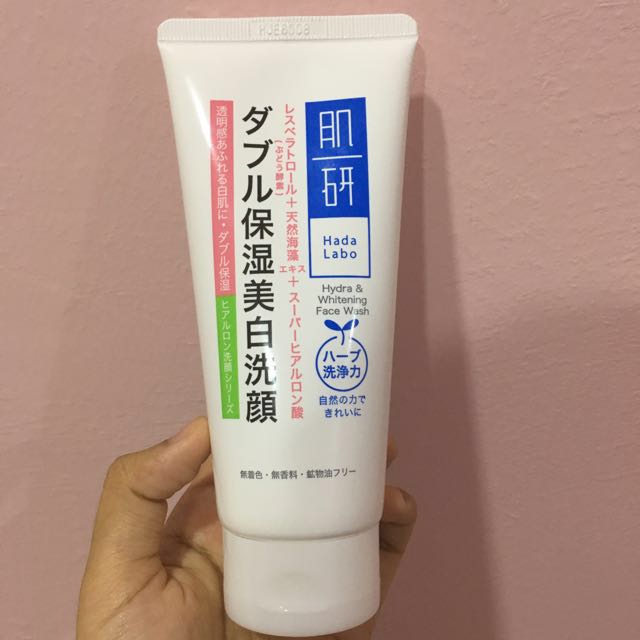 肌
研
Hada
Labo
Hydra &
Whitening
Face Wash
ハーブ
洗浄力
自然の力で
きれいに
レスベラトロール＋天然海藻エキス＋スーパーヒアルロン酸
(ぶどう酵素)
ダブル保湿美白洗顔
透明感あふれる白肌に・ダブル保湿
ヒアルロン洗顔シリーズ
無着色・無香料・鉱物油フリー